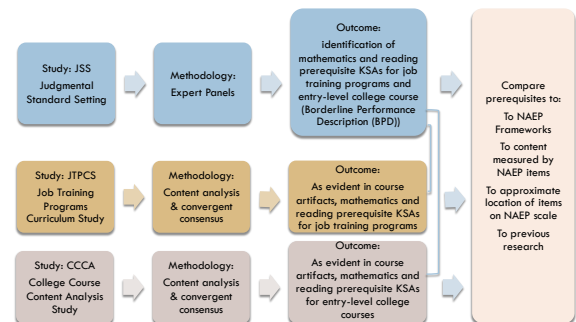 Study: JSS
Judgmental
Standard Setting
Methodology:
Expert Panels
Outcome:
identification of
mathematics and reading
prerequisite KSAs for job
training programs and
entry-level college course
(Borderline Performance
Description (BPD))
Study: JTPCS
Job Training
Programs
Curriculum Study
Methodology:
Content analysis
& convergent
consensus
Outcome:
As evident in course
artifacts, mathematics and
reading prerequisite KSAs
for job training programs
Study: CCCA
College Course
Content Analysis
Study
Methodology:
Content analysis
& convergent
consensus
Outcome:
As evident in course
artifacts, mathematics and
reading prerequisite KSAs
for entry-level college
courses
Compare
prerequisites to:
To NAEP
Frameworks
To content
measured by
NAEP items
To approximate
location of items
on NAEP scale
To previous
research